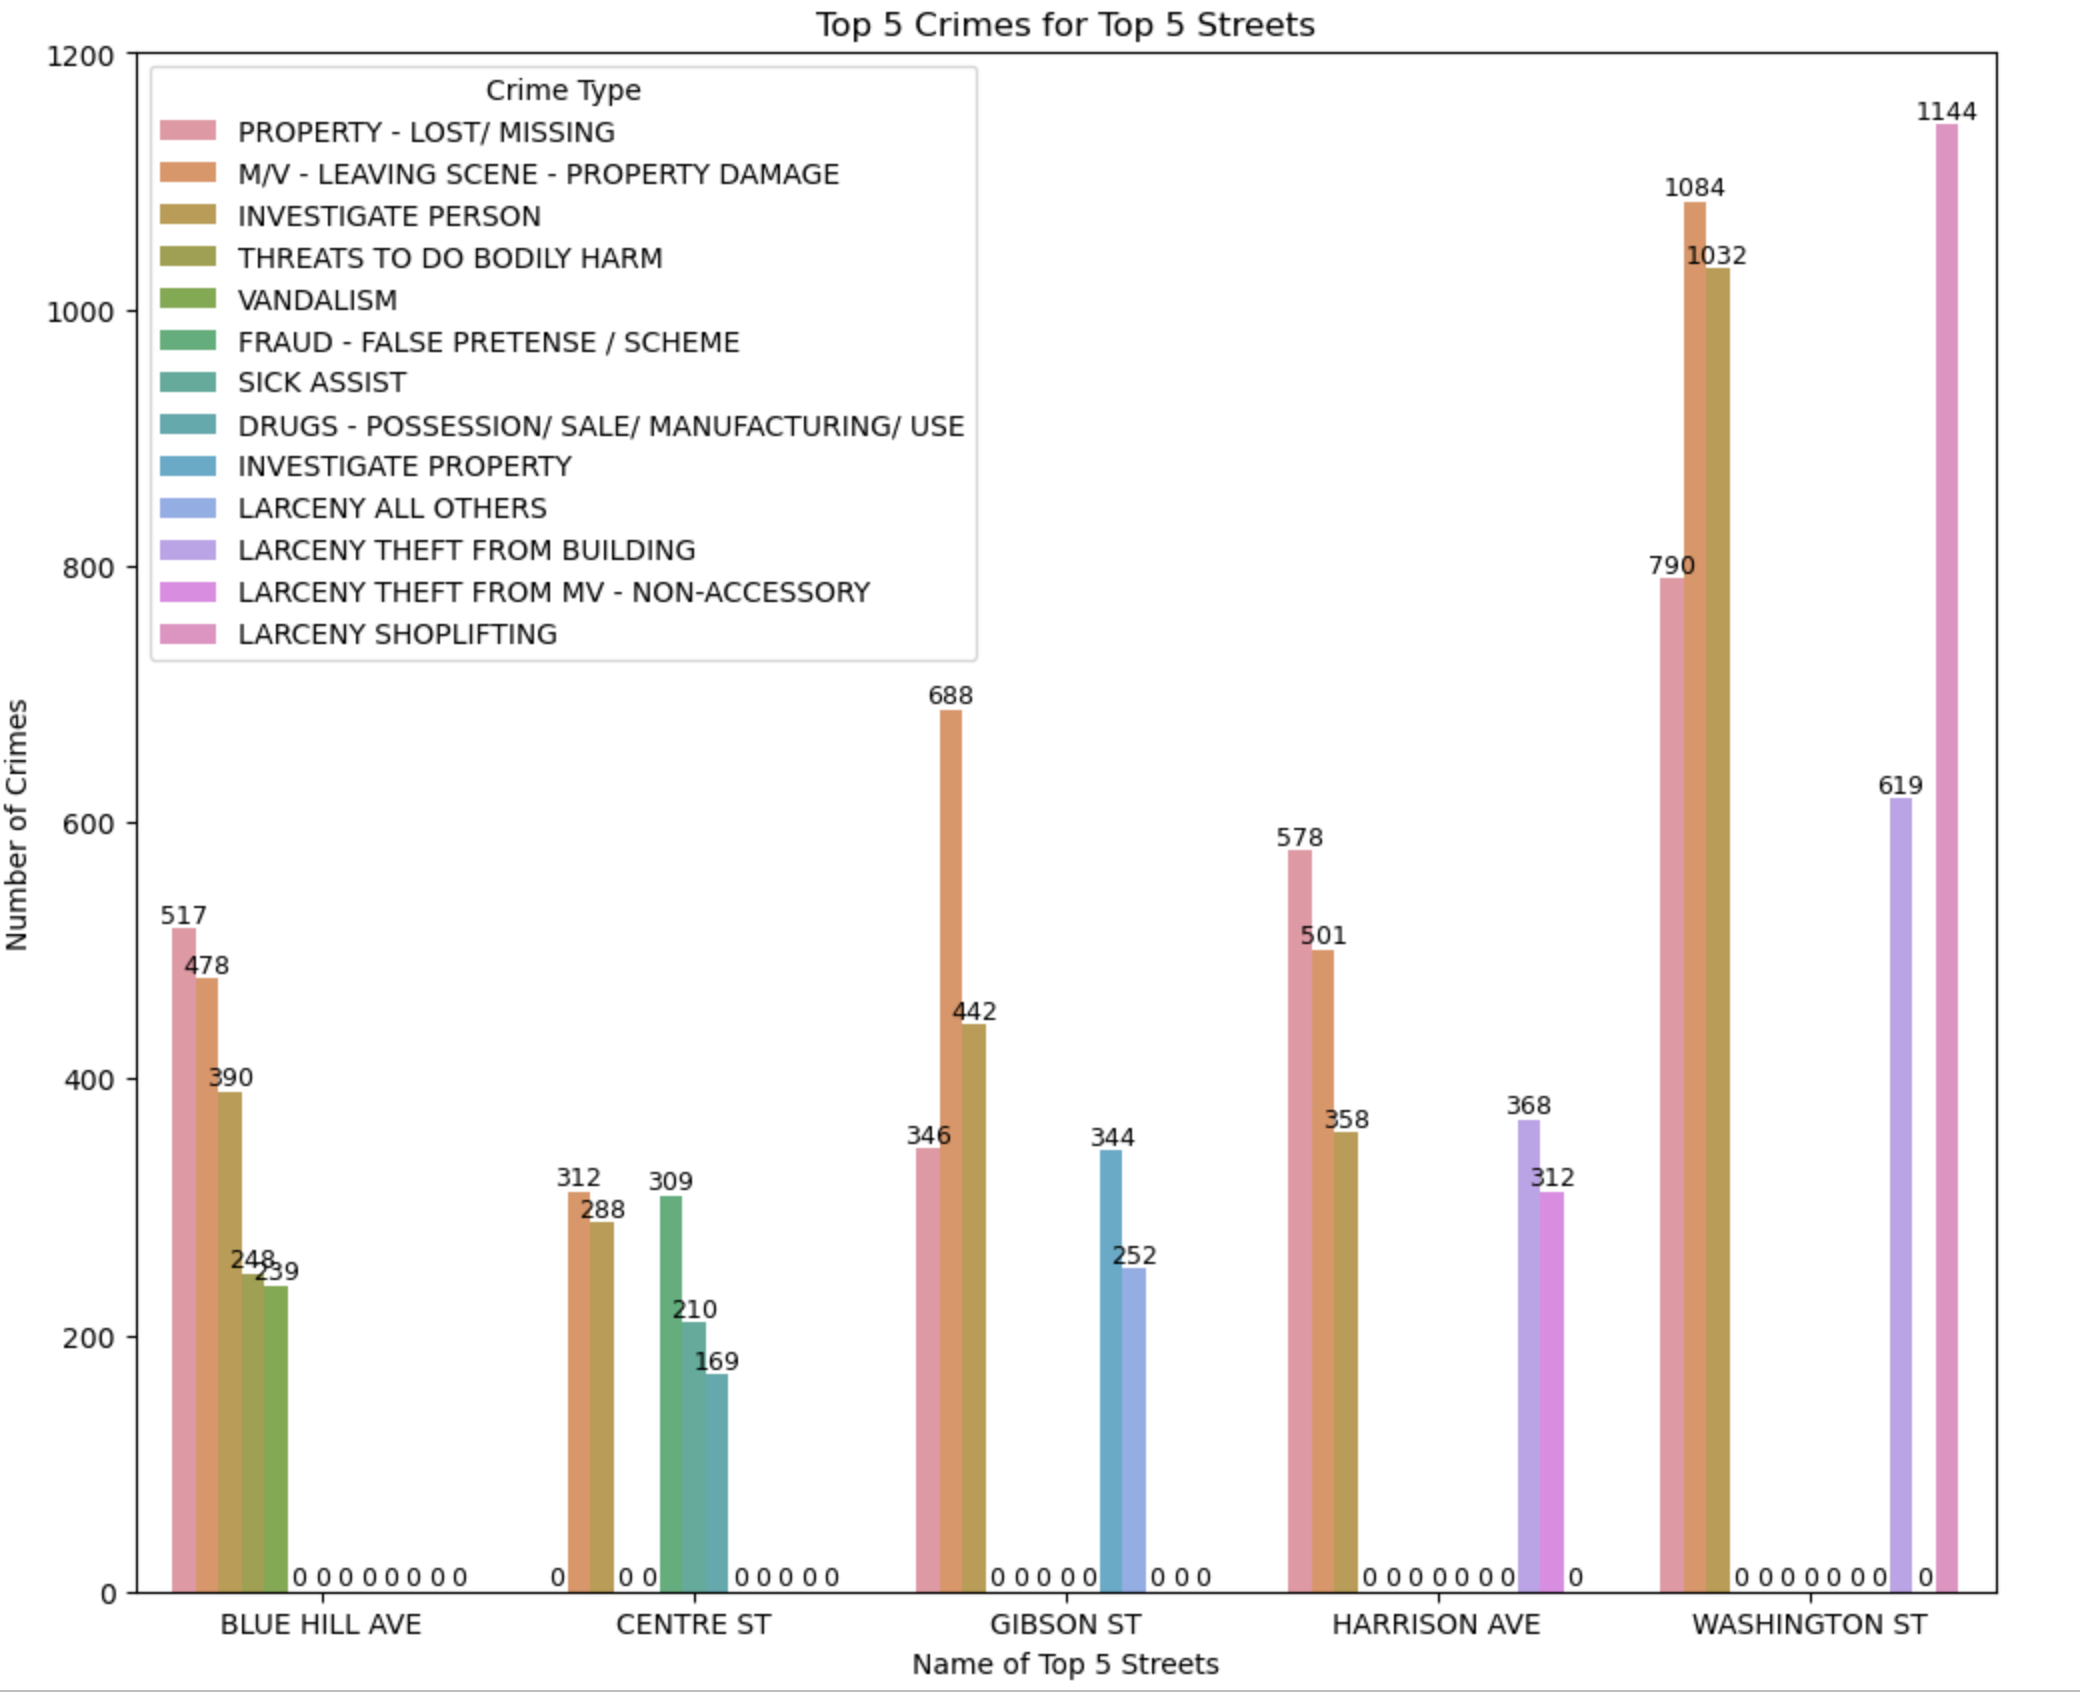 Top 5 Crimes for Top 5 Streets
1200
1000
800
600
400
200
0
Number of Crimes
Crime Type
PROPERTY - LOST/ MISSING
M/V - LEAVING SCENE - PROPERTY DAMAGE
INVESTIGATE PERSON
THREATS TO DO BODILY HARM
VANDALISM
FRAUD - FALSE PRETENSE / SCHEME
SICK ASSIST
DRUGS - POSSESSION/ SALE/ MANUFACTURING/ USE
INVESTIGATE PROPERTY
LARCENY ALL OTHERS
LARCENY THEFT FROM BUILDING
LARCENY THEFT FROM MV - NON-ACCESSORY
LARCENY SHOPLIFTING
517
478
390
248
239
0 0 0 0 0 0 0 0
0
312
288
0 0
309
210
169
0 0 0 0 0
346
688
442
0 0 0 0 0
344
252
0 0 0
578
501
358
0 0 0 0 0 0 0
368
312
0
790
1084
1032
0 0 0 0 0 0 0
619
0
1144
BLUE HILL AVE
CENTRE ST
GIBSON ST
HARRISON AVE
WASHINGTON ST
Name of Top 5 Streets